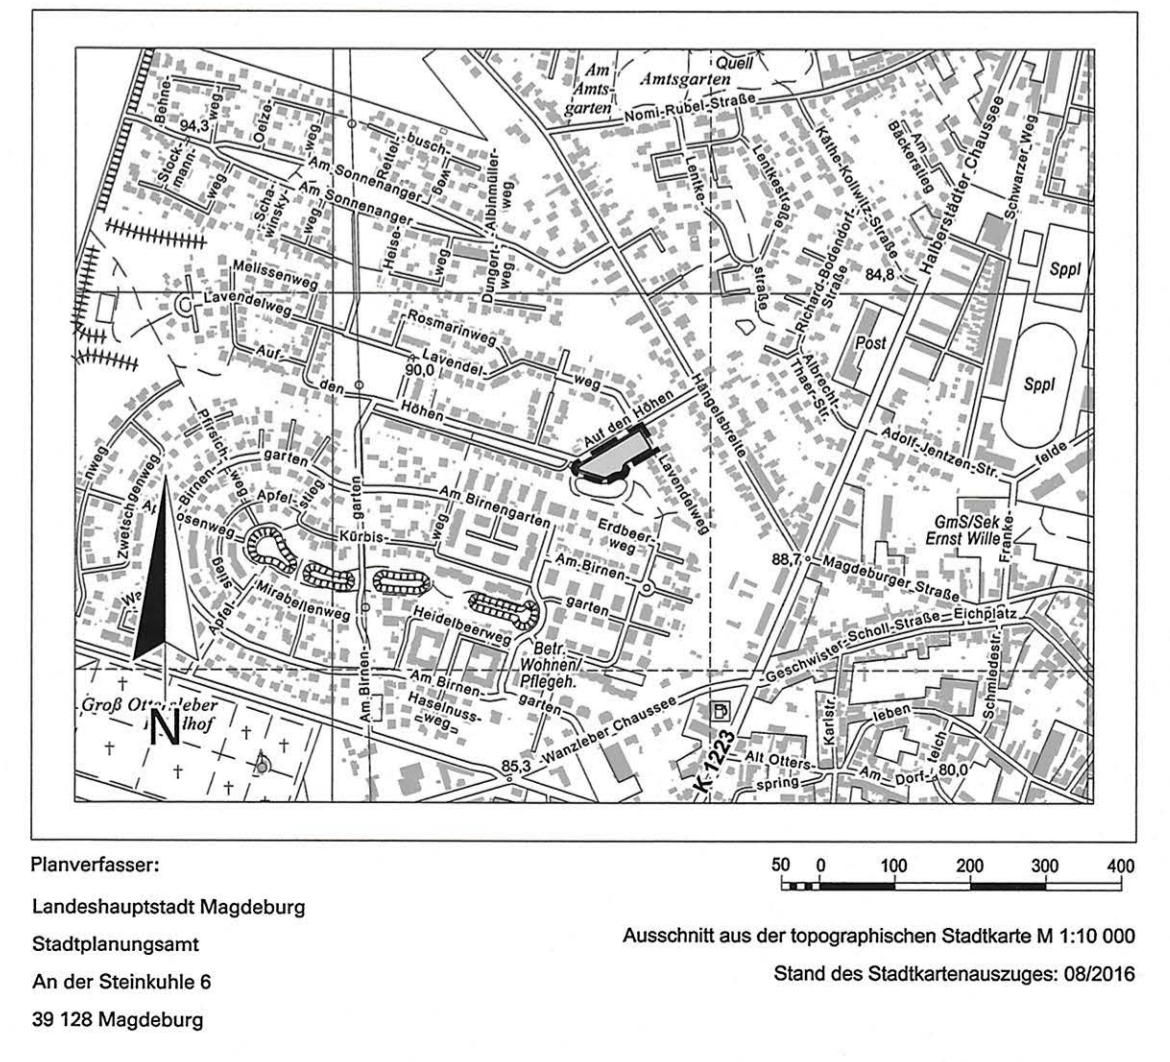 Quell
Am
Amts-
garten
Amtsgarten
Nomi-Rubel-Straße
Behne-
weg
94,3
Oelze-
weg
Stock-
mann-
weg
Am Sonnenanger
Am Sonnenanger
Scha-
winsky-
weg
Rettel-
busch-
weg
Albinmüller-
weg
Heise-
weg
Dungert-
weg
Lentke-
straße
Lentkestiege
Käthe-Kollwitz-Straße
Am
Bäckerstieg
Halberstädter Chaussee
Schwarzer Weg
Richard-Bodendorf-
Straße
84,8
Sppl
Melissenweg
Lavendelweg
Rosmarinweg
Lavendel-
weg
90,0
Auf
den
Höhen
Auf den Höhen
Hängelsbreite
Post
Albrecht-
Thaer-Str.
Sppl
Adolf-Jentzen-Str.
felde
Lavendelweg
nweg
Zwetschgenweg
Pfirsich-
weg
Birnen-
garten
Apfel-
stieg
osenweg
Am Birnengarten
weg
Kürbis-
garten
Erdbeer-
weg
Am-Birnen-
garten
GmS/Sek
Ernst Wille
Franke-
88,7
Magdeburger Straße
Mirabellenweg
Apfel-
stieg
Heidelbeerweg
Geschwister-Scholl-Straße
Eichplatz
Betr.
Wohnen/
Pflegeh.
Am Birnen-
Am Birnen-
garten
Haselnuss-
weg
Wanzleber Chaussee
85,3
K 1223
Karlstr.
Schmiedestr.
leben
Alt Otters-
spring
Am
Dorf-
teich
80,0
N
Planverfasser:
Landeshauptstadt Magdeburg
Stadtplanungsamt
An der Steinkuhle 6
39 128 Magdeburg
50 0 100 200 300 400
Ausschnitt aus der topographischen Stadtkarte M 1:10 000
Stand des Stadtkartenauszuges: 08/2016